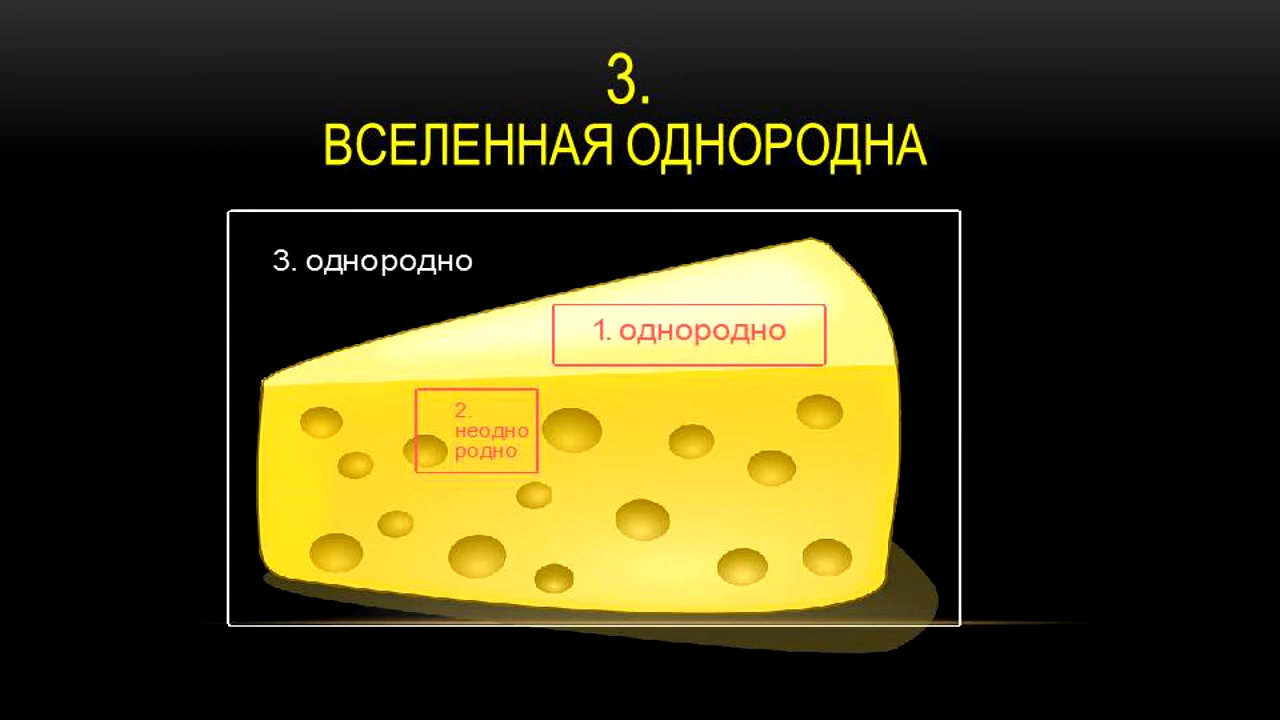 3.
ВСЕЛЕННАЯ ОДНОРОДНА
3. однородно
1. однородно
2.
неодно
родно